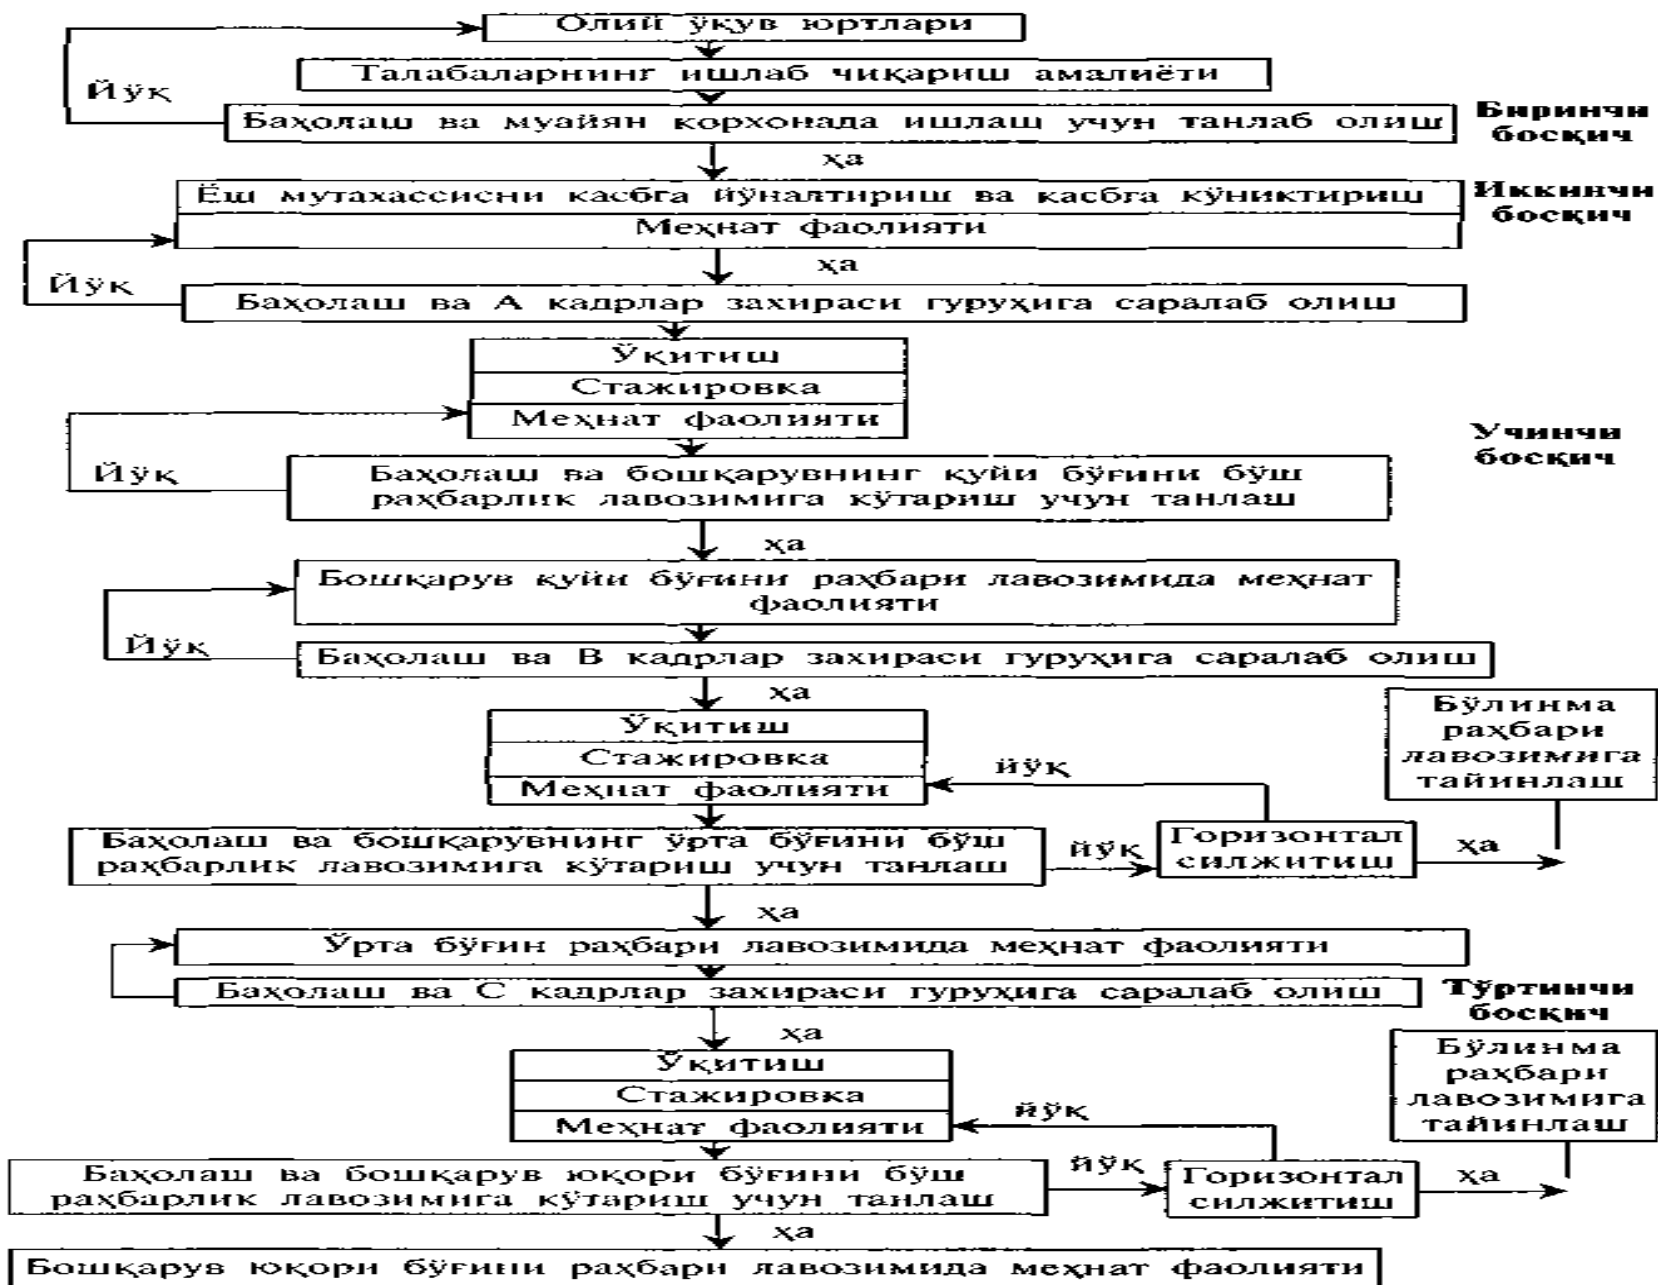 Олий ўқув юртлари
Талабаларнинг ишлаб чиқариш амалиёти
Йўқ
Баҳолаш ва муайян корхонада ишлаш учун танлаб олиш
Биринчи
босқич
ҳа
Ёш мутахассисни касбга йўналтириш ва касбга кўниктириш
Иккинчи
босқич
Меҳнат фаолияти
ҳа
Йўқ
Баҳолаш ва А кадрлар захираси гуруҳига саралаб олиш
Ўқитиш
Стажировка
Меҳнат фаолияти
Учинчи
босқич
Йўқ
Баҳолаш ва бошқарувнинг қуйи бўғини бўш
раҳбарлик лавозимига кўтариш учун танлаш
ҳа
Бошқарув қуйи бўғини раҳбари лавозимида меҳнат
фаолияти
Йўқ
Баҳолаш ва В кадрлар захираси гуруҳига саралаб олиш
ҳа
Ўқитиш
Стажировка
Меҳнат фаолияти
йўқ
Бўлинма
раҳбари
лавозимига
тайинлаш
Баҳолаш ва бошқарувнинг ўрта бўғини бўш
раҳбарлик лавозимига кўтариш учун танлаш
йўқ
Горизонтал
силжитиш
ҳа
ҳа
Ўрта бўғин раҳбари лавозимида меҳнат фаолияти
Баҳолаш ва С кадрлар захираси гуруҳига саралаб олиш
Тўртинчи
босқич
ҳа
Ўқитиш
Стажировка
Меҳнат фаолияти
йўқ
Бўлинма
раҳбари
лавозимига
тайинлаш
Баҳолаш ва бошқарув юқори бўғини бўш
раҳбарлик лавозимига кўтариш учун танлаш
йўқ
Горизонтал
силжитиш
ҳа
ҳа
Бошқарув юқори бўғини раҳбари лавозимида меҳнат фаолияти